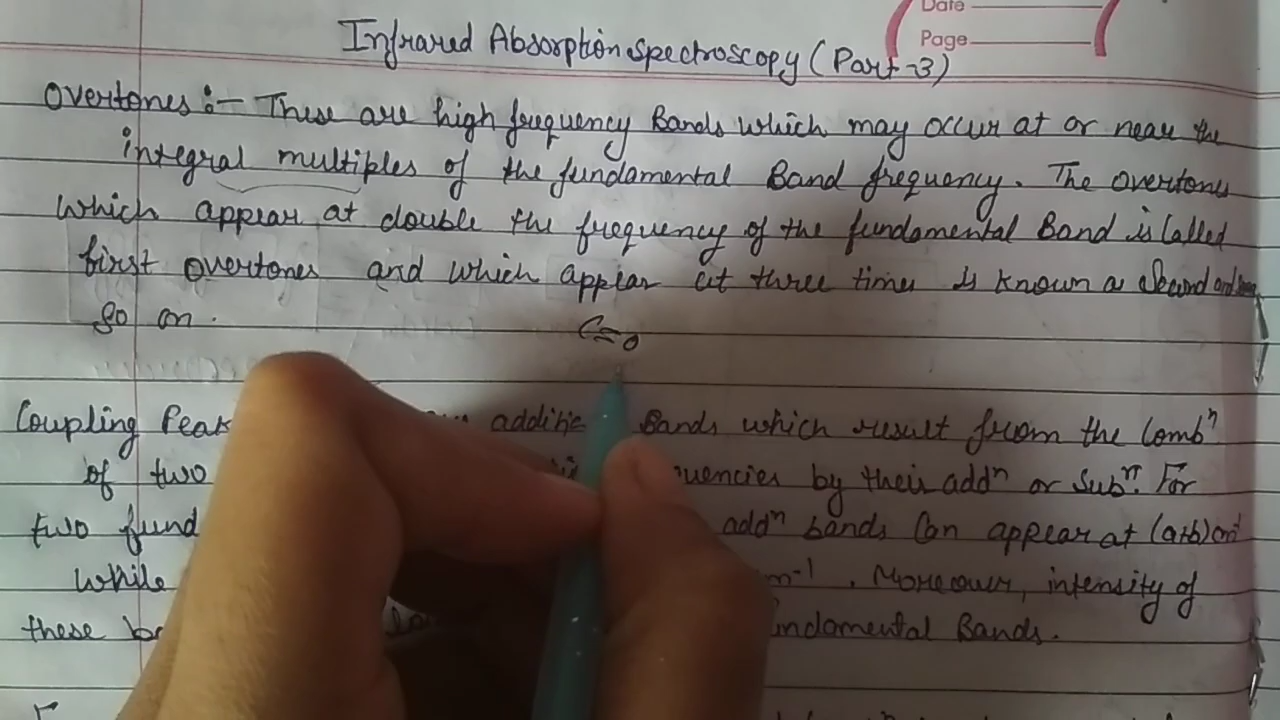 Date
Page
Infrared Absorption spectroscopy (Part-3)
Overtones :- These are high frequency Bands which may occur at or near the
integral multiples of the fundamental Band frequency. The overtones
which appear at double the frequency of the fundamental Band is Called
first overtones and which appear at three times is known a Second and
So on.
C=O
Coupling Peak additive Bands which result from the Combⁿ
of two uencies by their addⁿ or Subⁿ. For
two fund addⁿ bands Can appear at (a+b)cm⁻¹
while m⁻¹. Moreover, intensity of
these ndamental Bands.